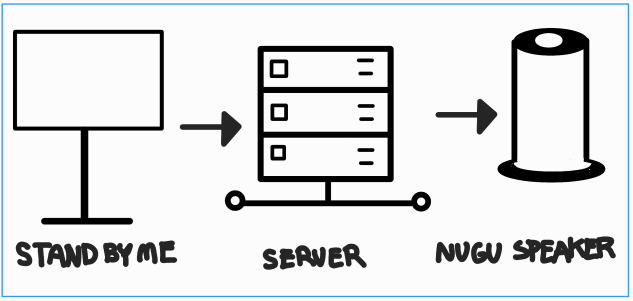 STAND BY ME
SERVER
NUGU SPEAKER